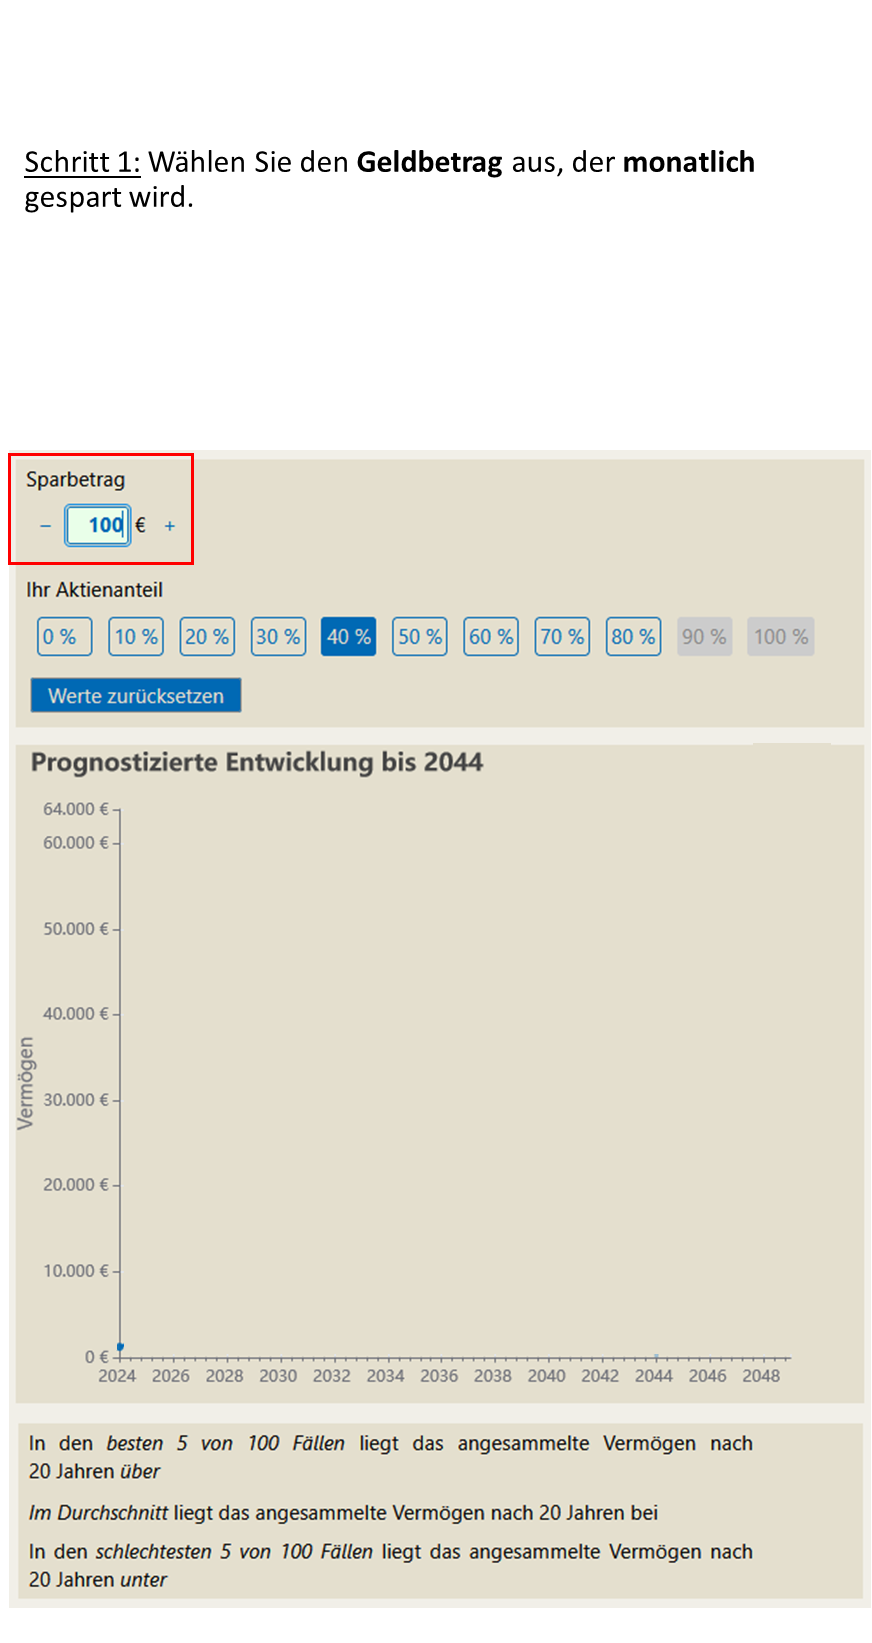 Schritt 1: Wählen Sie den Geldbetrag aus, der monatlich
gespart wird.
Sparbetrag
– 100 € +
Ihr Aktienanteil
0 % 10 % 20 % 30 % 40 % 50 % 60 % 70 % 80 % 90 % 100 %
Werte zurücksetzen
Prognostizierte Entwicklung bis 2044
Vermögen
64.000 €
60.000 €
50.000 €
40.000 €
30.000 €
20.000 €
10.000 €
0 €
2024 2026 2028 2030 2032 2034 2036 2038 2040 2042 2044 2046 2048
In den besten 5 von 100 Fällen liegt das angesammelte Vermögen nach
20 Jahren über
Im Durchschnitt liegt das angesammelte Vermögen nach 20 Jahren bei
In den schlechtesten 5 von 100 Fällen liegt das angesammelte Vermögen nach
20 Jahren unter